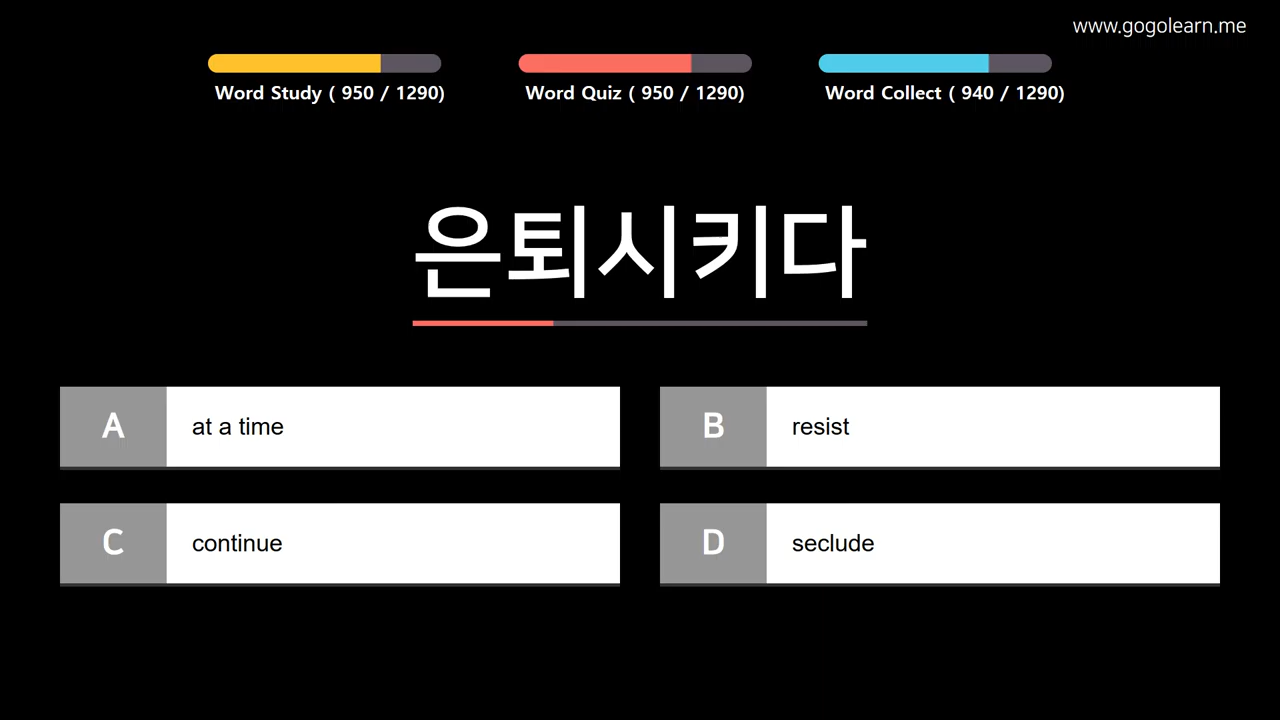 www.gogolearn.me
Word Study ( 950 / 1290)
Word Quiz ( 950 / 1290)
Word Collect ( 940 / 1290)
은퇴시키다
A at a time
B resist
C continue
D seclude